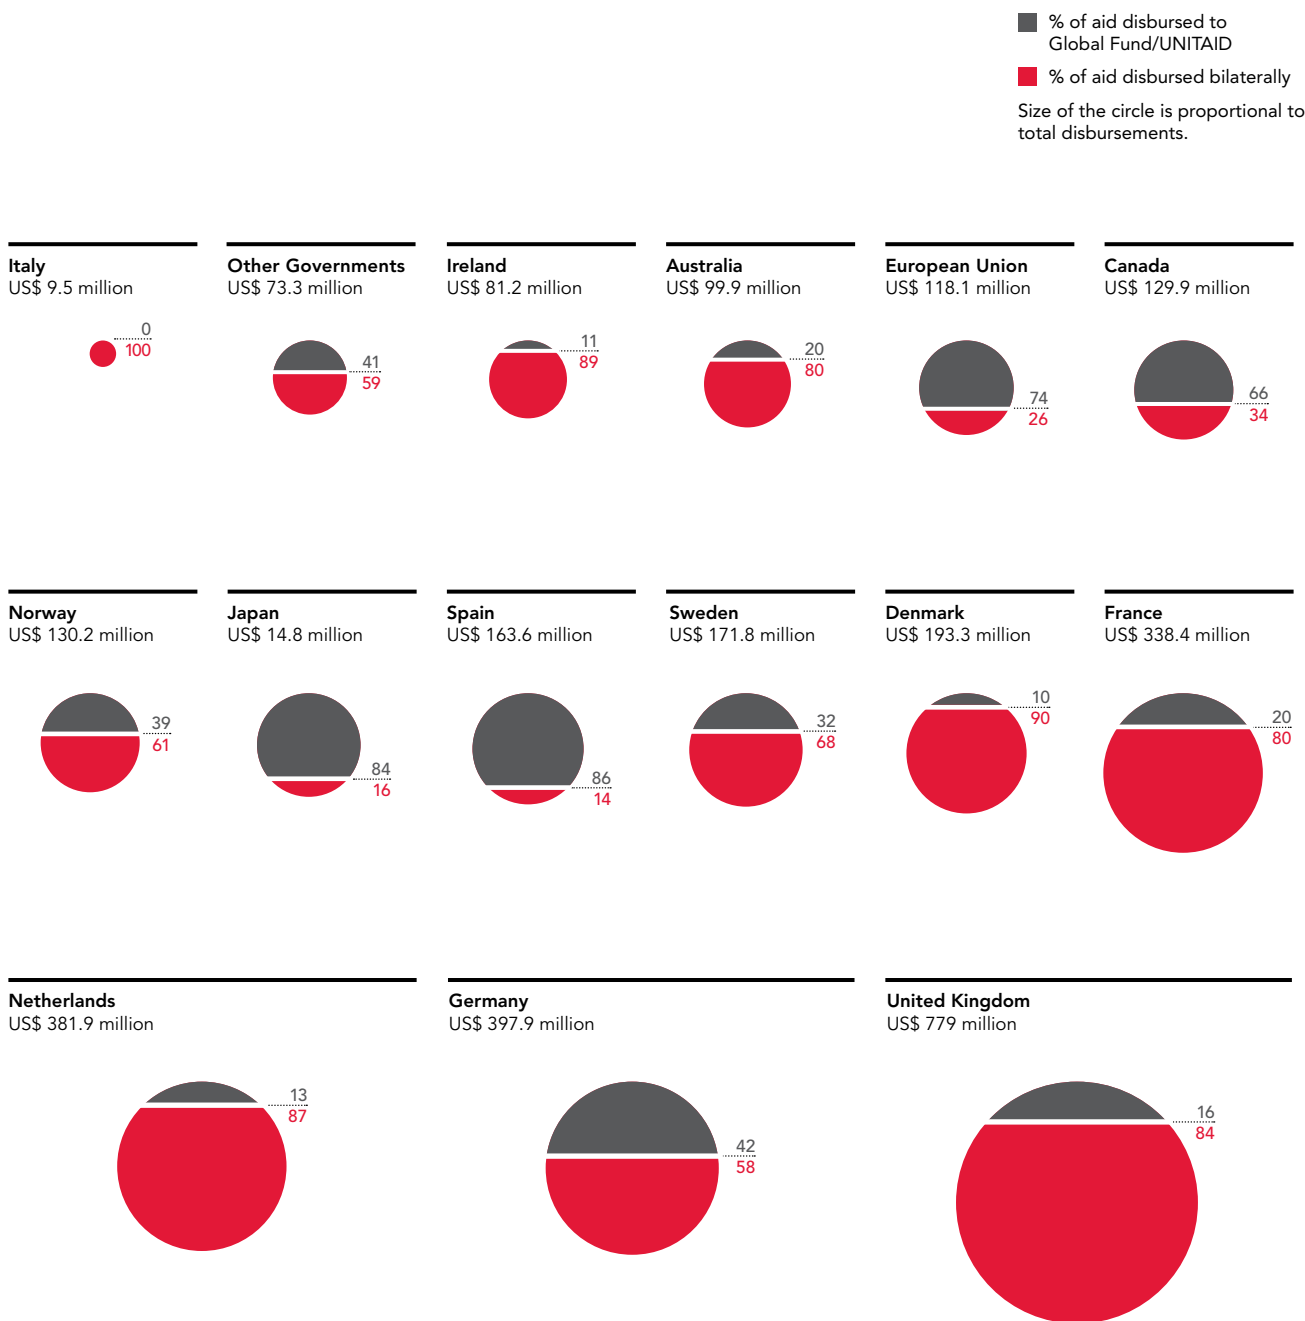 % of aid disbursed to
Global Fund/UNITAID
% of aid disbursed bilaterally
Size of the circle is proportional to
total disbursements.
Italy
US$ 9.5 million
0
100
Other Governments
US$ 73.3 million
41
59
Ireland
US$ 81.2 million
11
89
Australia
US$ 99.9 million
20
80
European Union
US$ 118.1 million
74
26
Canada
US$ 129.9 million
66
34
Norway
US$ 130.2 million
39
61
Japan
US$ 14.8 million
84
16
Spain
US$ 163.6 million
86
14
Sweden
US$ 171.8 million
32
68
Denmark
US$ 193.3 million
10
90
France
US$ 338.4 million
20
80
Netherlands
US$ 381.9 million
13
87
Germany
US$ 397.9 million
42
58
United Kingdom
US$ 779 million
16
84